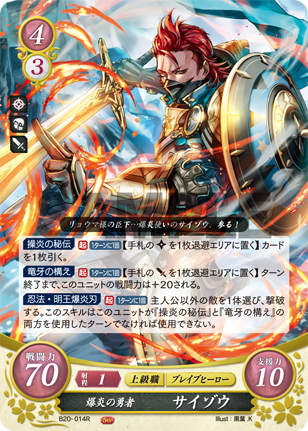 4
3
リョウマ様の臣下…爆炎使いのサイゾウ、参る！
操炎の秘伝 起 1ターンに1回 【手札の を1枚退避エリアに置く】カード
を1枚引く。
竜牙の構え 起 1ターンに1回 【手札の を1枚退避エリアに置く】ターン
終了まで、このユニットの戦闘力は＋20される。
忍法・明王爆炎刃 起 1ターンに1回 主人公以外の敵を1体選び、撃破
する。このスキルはこのユニットが『操炎の秘伝』と『竜牙の構え』の
両方を使用したターンでなければ使用できない。
戦闘力
70
射程 1 上級職 ブレイブヒーロー
支援力
10
爆炎の勇者 サイゾウ
B20-014R
Illust：黒葉.K